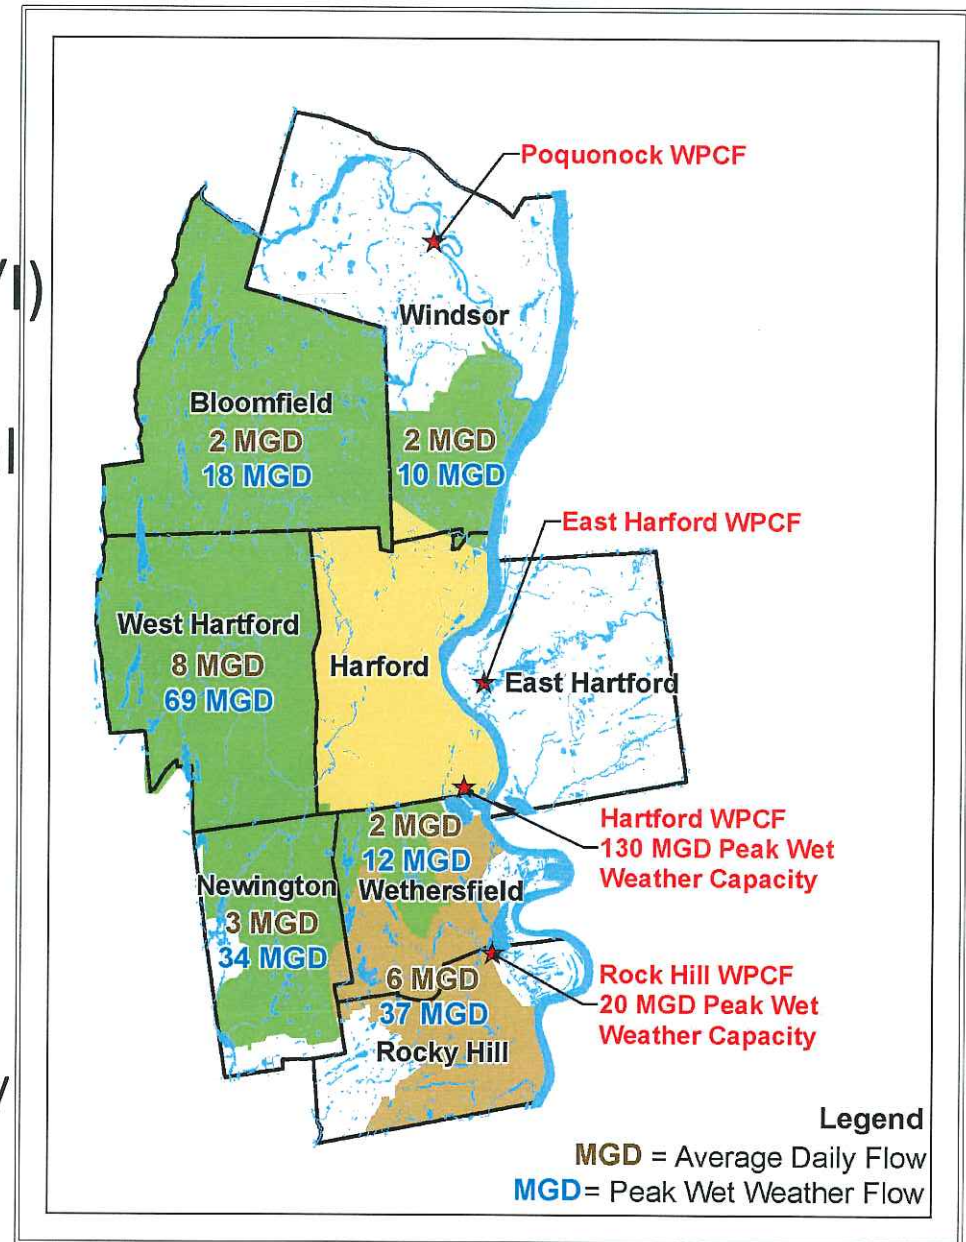 Poquonock WPCF
/I)
Windsor
Bloomfield
2 MGD
18 MGD
2 MGD
10 MGD
East Harford WPCF
West Hartford
8 MGD
69 MGD
Harford
East Hartford
2 MGD
12 MGD
Wethersfield
Hartford WPCF
130 MGD Peak Wet
Weather Capacity
Newington
3 MGD
34 MGD
6 MGD
37 MGD
Rocky Hill
Rock Hill WPCF
20 MGD Peak Wet
Weather Capacity
Legend
MGD = Average Daily Flow
MGD= Peak Wet Weather Flow